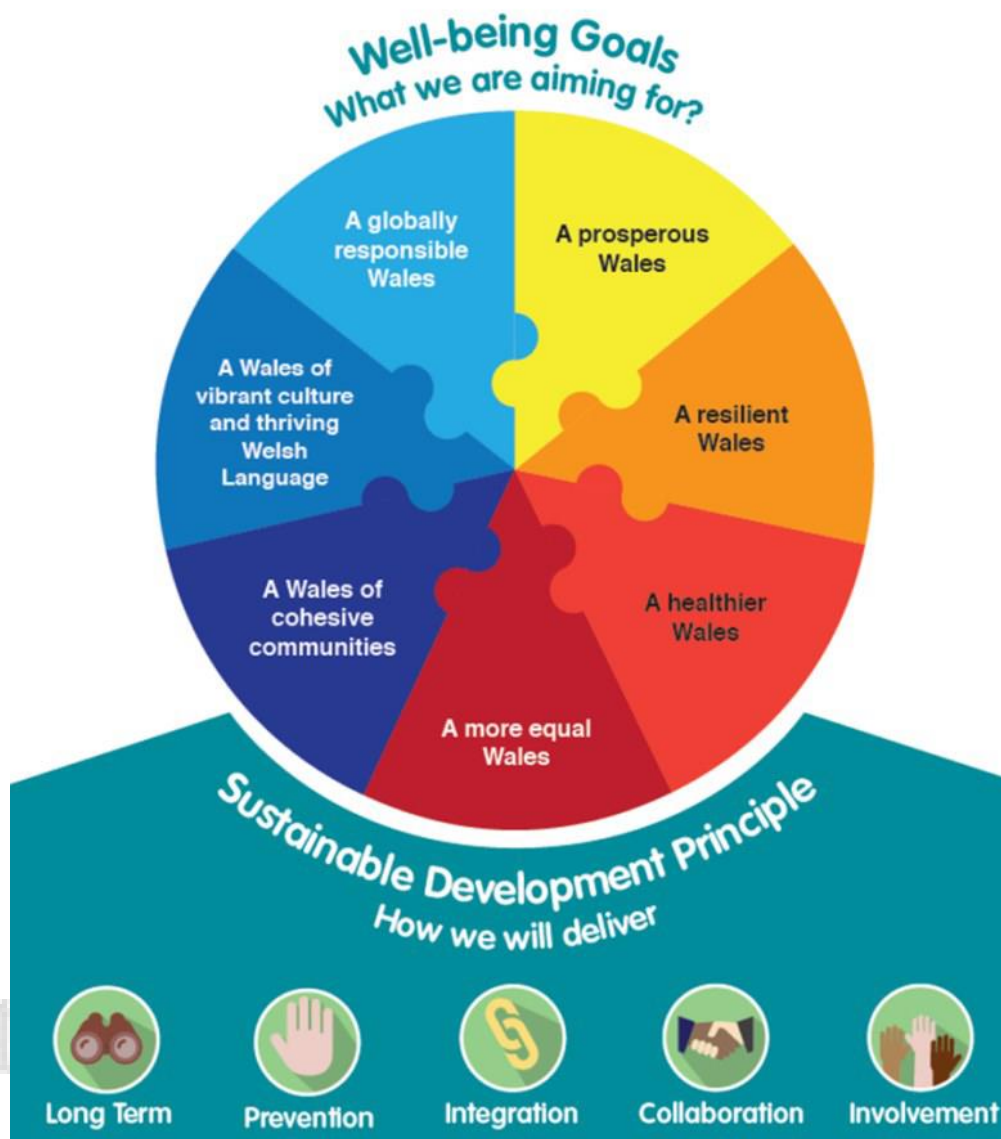 Well-being Goals
What we are aiming for?
A globally
responsible
Wales
A prosperous
Wales
A Wales of
vibrant culture
and thriving
Welsh
Language
A resilient
Wales
A Wales of
cohesive
communities
A healthier
Wales
A more equal
Wales
Sustainable Development Principle
How we will deliver
Long Term
Prevention
Integration
Collaboration
Involvement